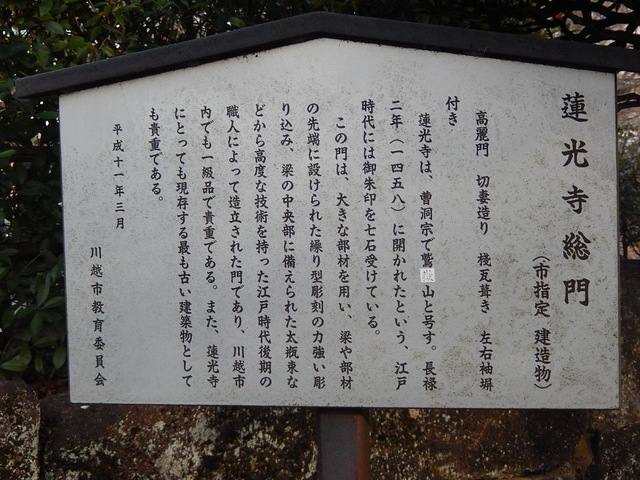 蓮光寺総門
(市指定 建造物)
高麗門 切妻造り 棧瓦葺き 左右袖塀
付き
蓮光寺は、曹洞宗で鷲嶽山と号す。長禄
二年(一四五八)に開かれたという、江戸
時代には御朱印を七石受けている。
この門は、大きな部材を用い、梁や部材
の先端に設けられた繰り型彫刻の力強い彫
り込み、梁の中央部に備えられた太瓶束な
どから高度な技術を持った江戸時代後期の
職人によって造立された門であり、川越市
内でも一級品で貴重である。また、蓮光寺
にとっても現存する最も古い建築物として
も貴重である。
平成十一年三月
川越市教育委員会